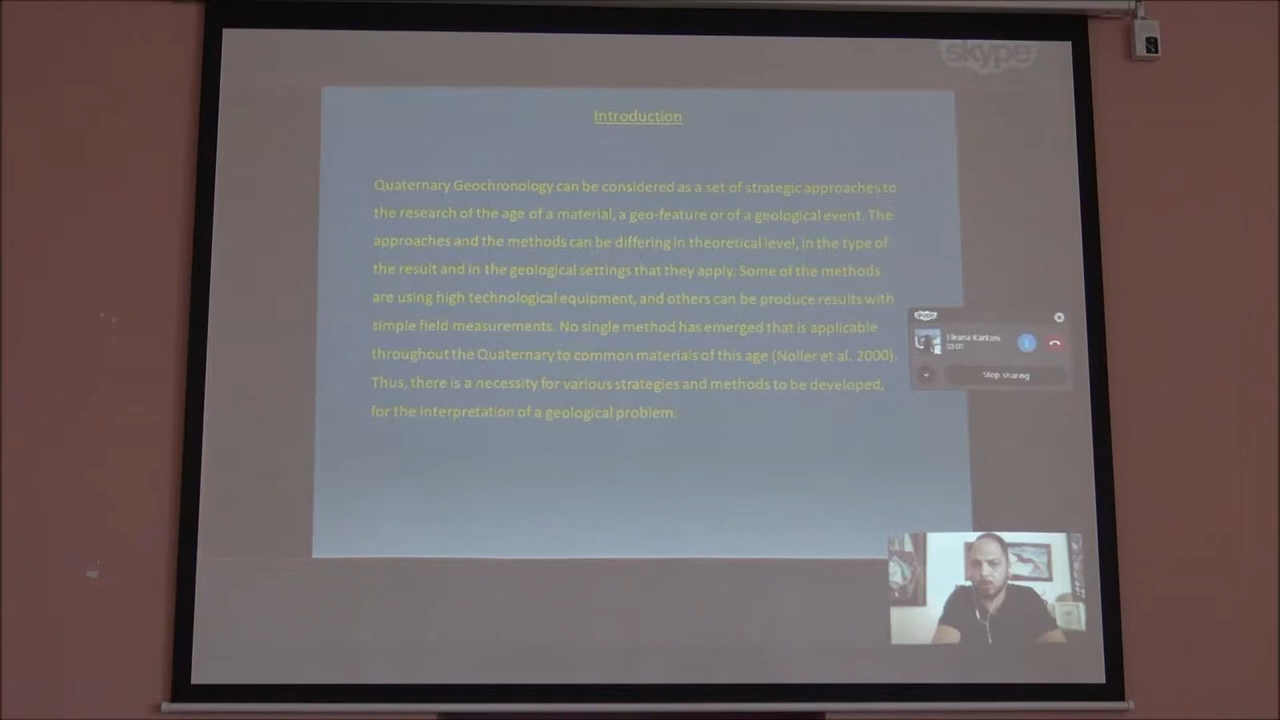 skype
Introduction
Quaternary Geochronology can be considered as a set of strategic approaches to
the research of the age of a material, a geo-feature or of a geological event. The
approaches and the methods can be differing in theoretical level, in the type of
the result and in the geological settings that they apply. Some of the methods
are using high technological equipment, and others can be produce results with
simple field measurements. No single method has emerged that is applicable
throughout the Quaternary to common materials of this age (Noller et al. 2000).
Thus, there is a necessity for various strategies and methods to be developed,
for the interpretation of a geological problem.
skype
Karkani
Stop sharing